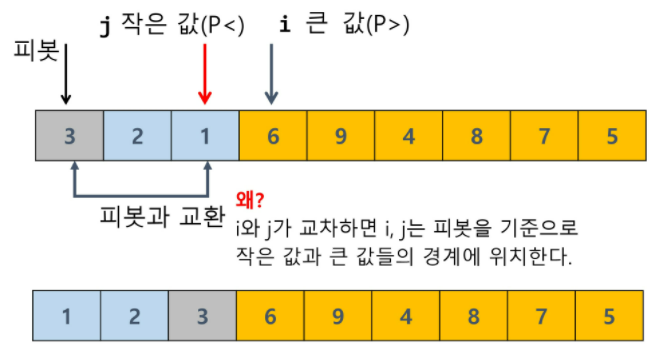 j 작은 값(P<) i 큰 값(P>)
피봇
3 2 1 6 9 4 8 7 5
피봇과 교환
왜?
i와 j가 교차하면 i, j는 피봇을 기준으로
작은 값과 큰 값들의 경계에 위치한다.
1 2 3 6 9 4 8 7 5